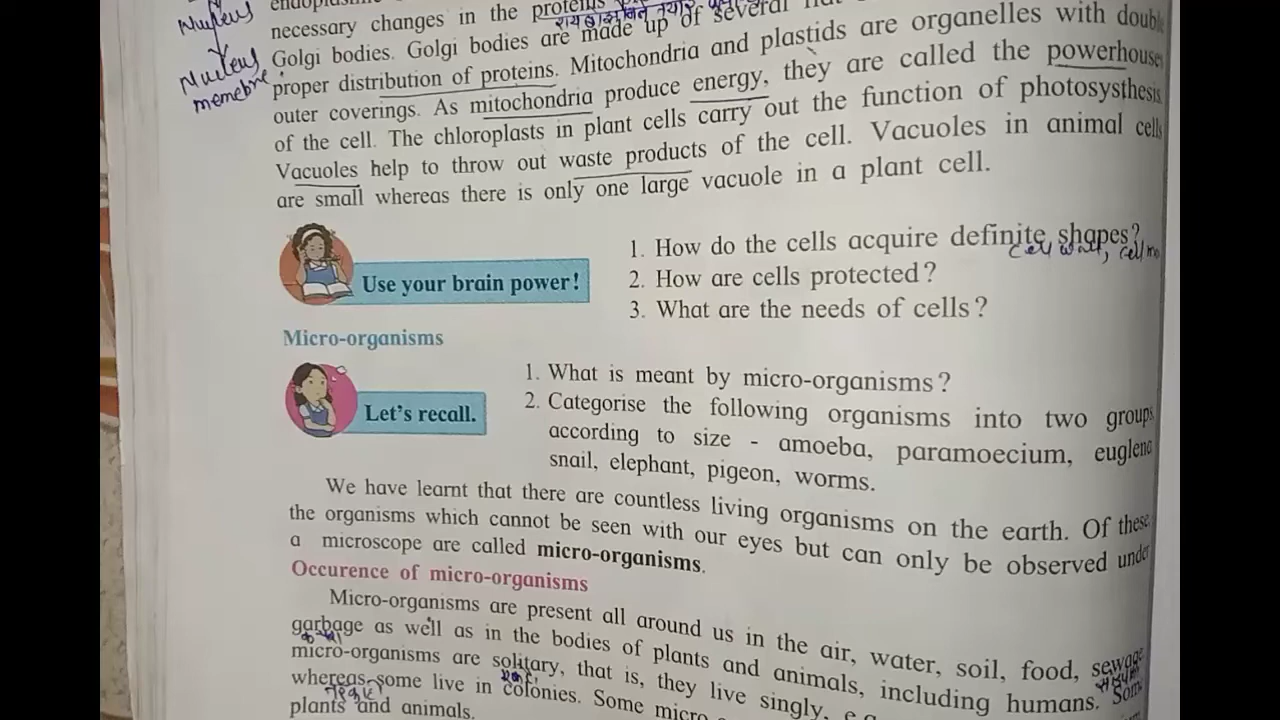 Nucleus
Nucleus
memebrne
necessary changes in the proteins
Golgi bodies. Golgi bodies are made up of several
proper distribution of proteins. Mitochondria and plastids are organelles with double
outer coverings. As mitochondria produce energy, they are called the powerhouses
of the cell. The chloroplasts in plant cells carry out the function of photosysthesis.
Vacuoles help to throw out waste products of the cell. Vacuoles in animal cells
are small whereas there is only one large vacuole in a plant cell.
Use your brain power!
1. How do the cells acquire definite shapes?
cell wall, cell
2. How are cells protected?
3. What are the needs of cells?
Micro-organisms
Let's recall.
1. What is meant by micro-organisms?
2. Categorise the following organisms into two groups
according to size - amoeba, paramoecium, euglena
snail, elephant, pigeon, worms.
We have learnt that there are countless living organisms on the earth. Of these
the organisms which cannot be seen with our eyes but can only be observed under
a microscope are called micro-organisms.
Occurence of micro-organisms
Micro-organisms are present all around us in the air, water, soil, food, sewage
garbage as well as in the bodies of plants and animals, including humans. Some
micro-organisms are solitary, that is, they live singly, e.g.
whereas some live in colonies. Some micro
plants and animals.